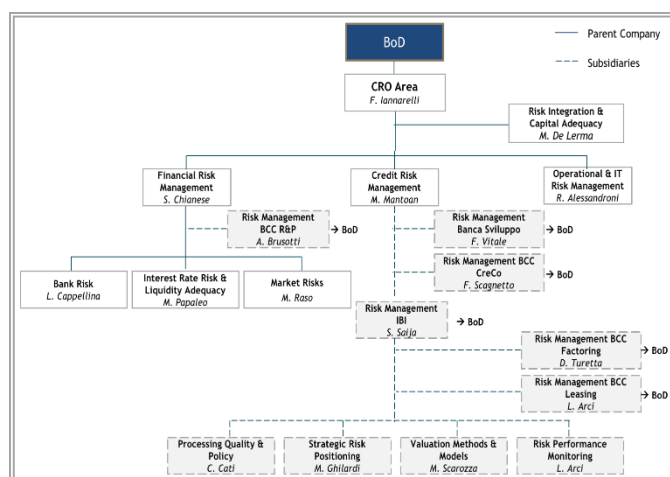 BoD
Parent Company
Subsidiaries
CRO Area
F. Iannarelli
Risk Integration &
Capital Adequacy
M. De Lerma
Financial Risk
Management
S. Chianese
Credit Risk
Management
M. Mantoan
Operational & IT
Risk Management
R. Alessandroni
Risk Management
BCC R&P
A. Brusotti
→ BoD
Risk Management
Banca Sviluppo
F. Vitale
→ BoD
Risk Management BCC
CreCo
F. Scagnetto
→ BoD
Bank Risk
L. Cappellina
Interest Rate Risk &
Liquidity Adequacy
M. Papaleo
Market Risks
M. Raso
Risk Management
IBI
S. Saija
→ BoD
Risk Management BCC
Factoring
D. Turetta
→ BoD
Risk Management BCC
Leasing
L. Arci
→ BoD
Processing Quality &
Policy
C. Cati
Strategic Risk
Positioning
M. Ghilardi
Valuation Methods &
Models
M. Scarozza
Risk Performance
Monitoring
L. Arci